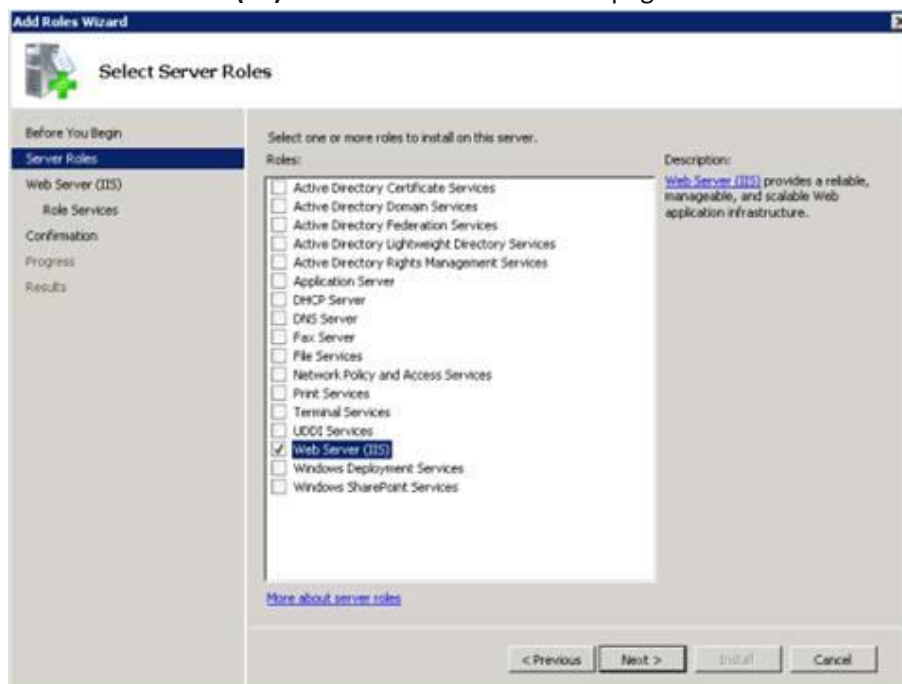 Add Roles Wizard
Select Server Roles
Before You Begin
Server Roles
Web Server (IIS)
Role Services
Confirmation
Progress
Results
Select one or more roles to install on this server.
Roles:
Active Directory Certificate Services
Active Directory Domain Services
Active Directory Federation Services
Active Directory Lightweight Directory Services
Active Directory Rights Management Services
Application Server
DHCP Server
DNS Server
Fax Server
File Services
Network Policy and Access Services
Print Services
Terminal Services
UDDI Services
Web Server (IIS)
Windows Deployment Services
Windows SharePoint Services
More about server roles
Description:
Web Server (IIS) provides a reliable,
manageable, and scalable Web
application infrastructure.
< Previous
Next >
Install
Cancel